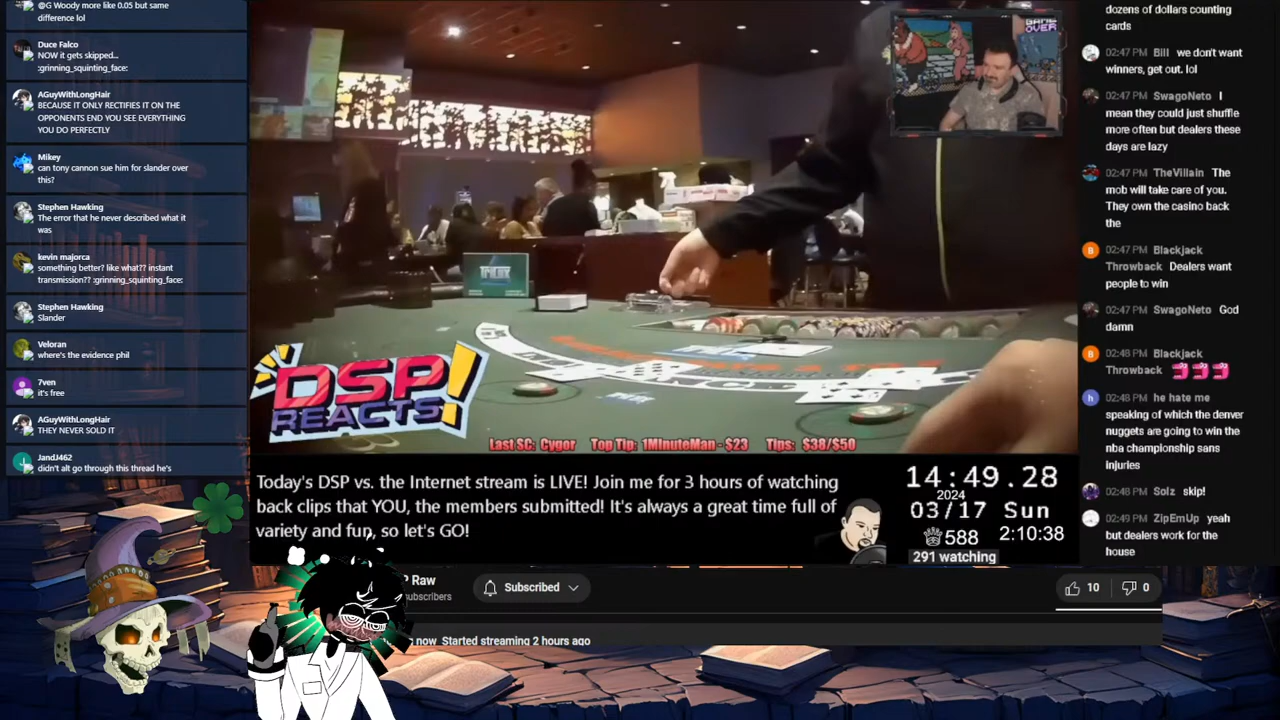 @G Woody more like 0.05 but same
difference lol
Duce Falco
NOW it gets skipped...
:grinning_squinting_face:
AGuyWithLongHair
BECAUSE IT ONLY RECTIFIES IT ON THE
OPPONENTS END YOU SEE EVERYTHING
YOU DO PERFECTLY
Mikey
can tony cannon sue him for slander over
this?
Stephen Hawking
The error that he never described what it
was
kevin majorca
something better? like what?? instant
transmission?? :grinning_squinting_face:
Stephen Hawking
Slander
Veloran
where's the evidence phil
7ven
it's free
AGuyWithLongHair
THEY NEVER SOLD IT
JandJ462
didn't alt go through this thread he's
GAME
OVER
DSP
REACTS!
Last SC: Cygor Top Tip: 1MinuteMan - $23 Tips: $38/$50
Today's DSP vs. the Internet stream is LIVE! Join me for 3 hours of watching
back clips that YOU, the members submitted! It's always a great time full of
variety and fun, so let's GO!
14:49.28
2024
03/17 Sun
588
2:10:38
291 watching
P Raw
subscribers
Subscribed
10
0
now Started streaming 2 hours ago
dozens of dollars counting
cards
02:47 PM Bill we don't want
winners, get out. lol
02:47 PM SwagoNeto I
mean they could just shuffle
more often but dealers these
days are lazy
02:47 PM TheVillain The
mob will take care of you.
They own the casino back
the
02:47 PM Blackjack
Throwback Dealers want
people to win
02:47 PM SwagoNeto God
damn
02:48 PM Blackjack
Throwback
02:48 PM he hate me
speaking of which the denver
nuggets are going to win the
nba championship sans
injuries
02:48 PM Solz skip!
02:49 PM ZipEmUp yeah
but dealers work for the
house